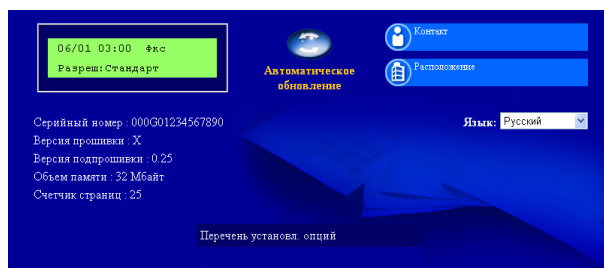 06/01 03:00 Фкс
Разреш:Стандарт
Автоматическое
обновление
Контакт
Расположение
Серийный номер : 000G01234567890
Язык: Русский
Версия прошивки : X
Версия подпрошивки : 0.25
Объем памяти : 32 Мбайт
Счетчик страниц : 25
Перечень установл. опций